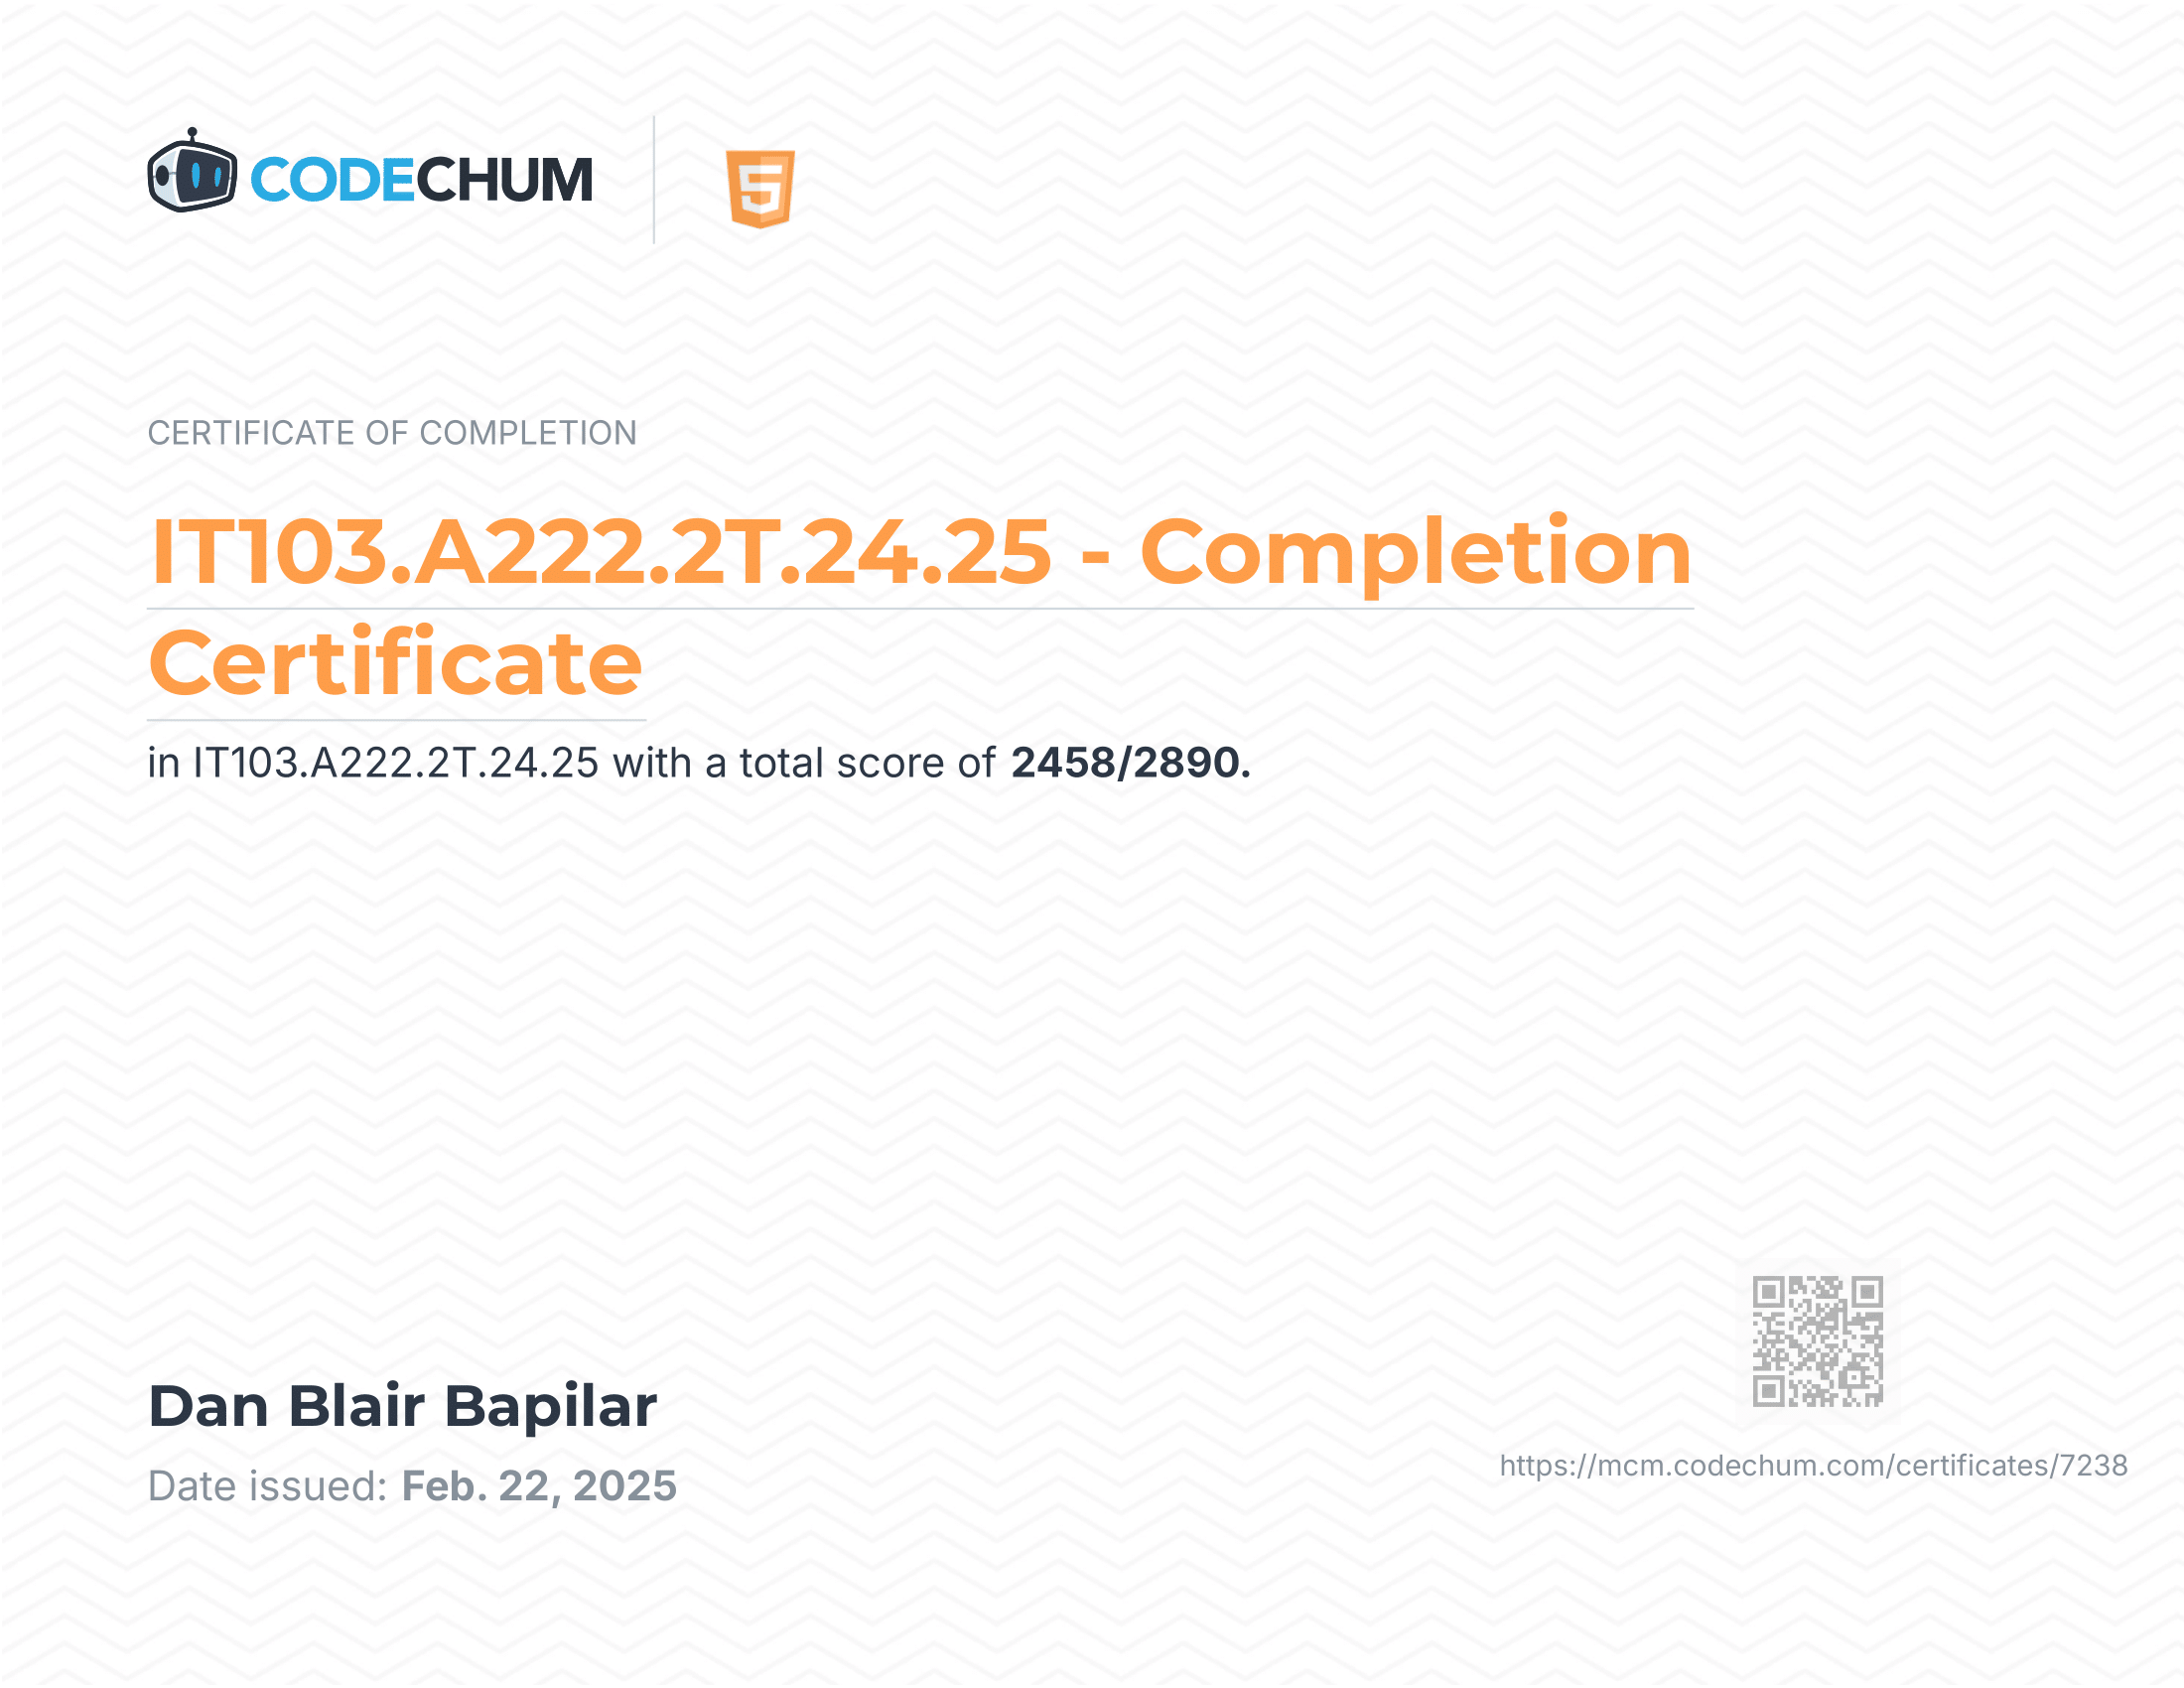 CODECHUM
5
CERTIFICATE OF COMPLETION
IT103.A222.2T.24.25 - Completion
Certificate
in IT103.A222.2T.24.25 with a total score of 2458/2890.
Dan Blair Bapilar
Date issued: Feb. 22, 2025
https://mcm.codechum.com/certificates/7238